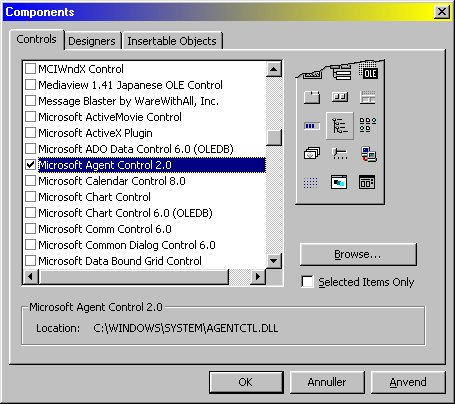 Components
Controls
Designers
Insertable Objects
MCIWndX Control
Mediaview 1.41 Japanese OLE Control
Message Blaster by WareWithAll, Inc.
Microsoft ActiveMovie Control
Microsoft ActiveX Plugin
Microsoft ADO Data Control 6.0 (OLEDB)
Microsoft Agent Control 2.0
Microsoft Calendar Control 8.0
Microsoft Chart Control
Microsoft Chart Control 6.0 (OLEDB)
Microsoft Comm Control 6.0
Microsoft Common Dialog Control 6.0
Microsoft Data Bound Grid Control
OLE
Browse...
Selected Items Only
Microsoft Agent Control 2.0
Location: C:\WINDOWS\SYSTEM\AGENTCTL.DLL
OK
Annuller
Anvend